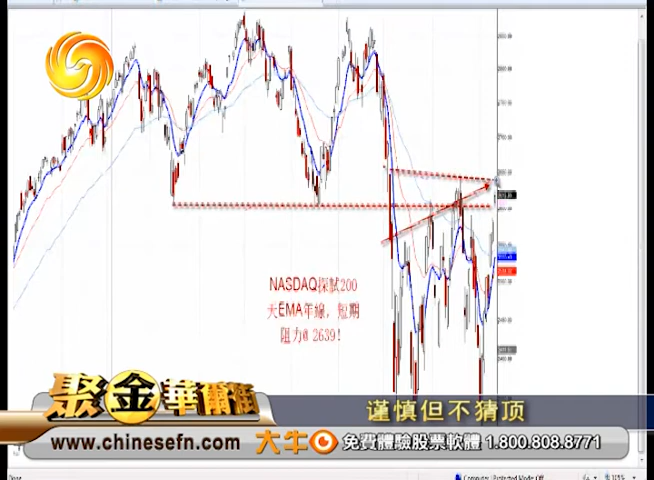 NASDAQ探試200
天EMA年線，短期
阻力@ 2639！
聚金華爾街
谨慎但不猜顶
www.chinesefn.com 大牛 免費體驗股票軟體 1.800.808.8771